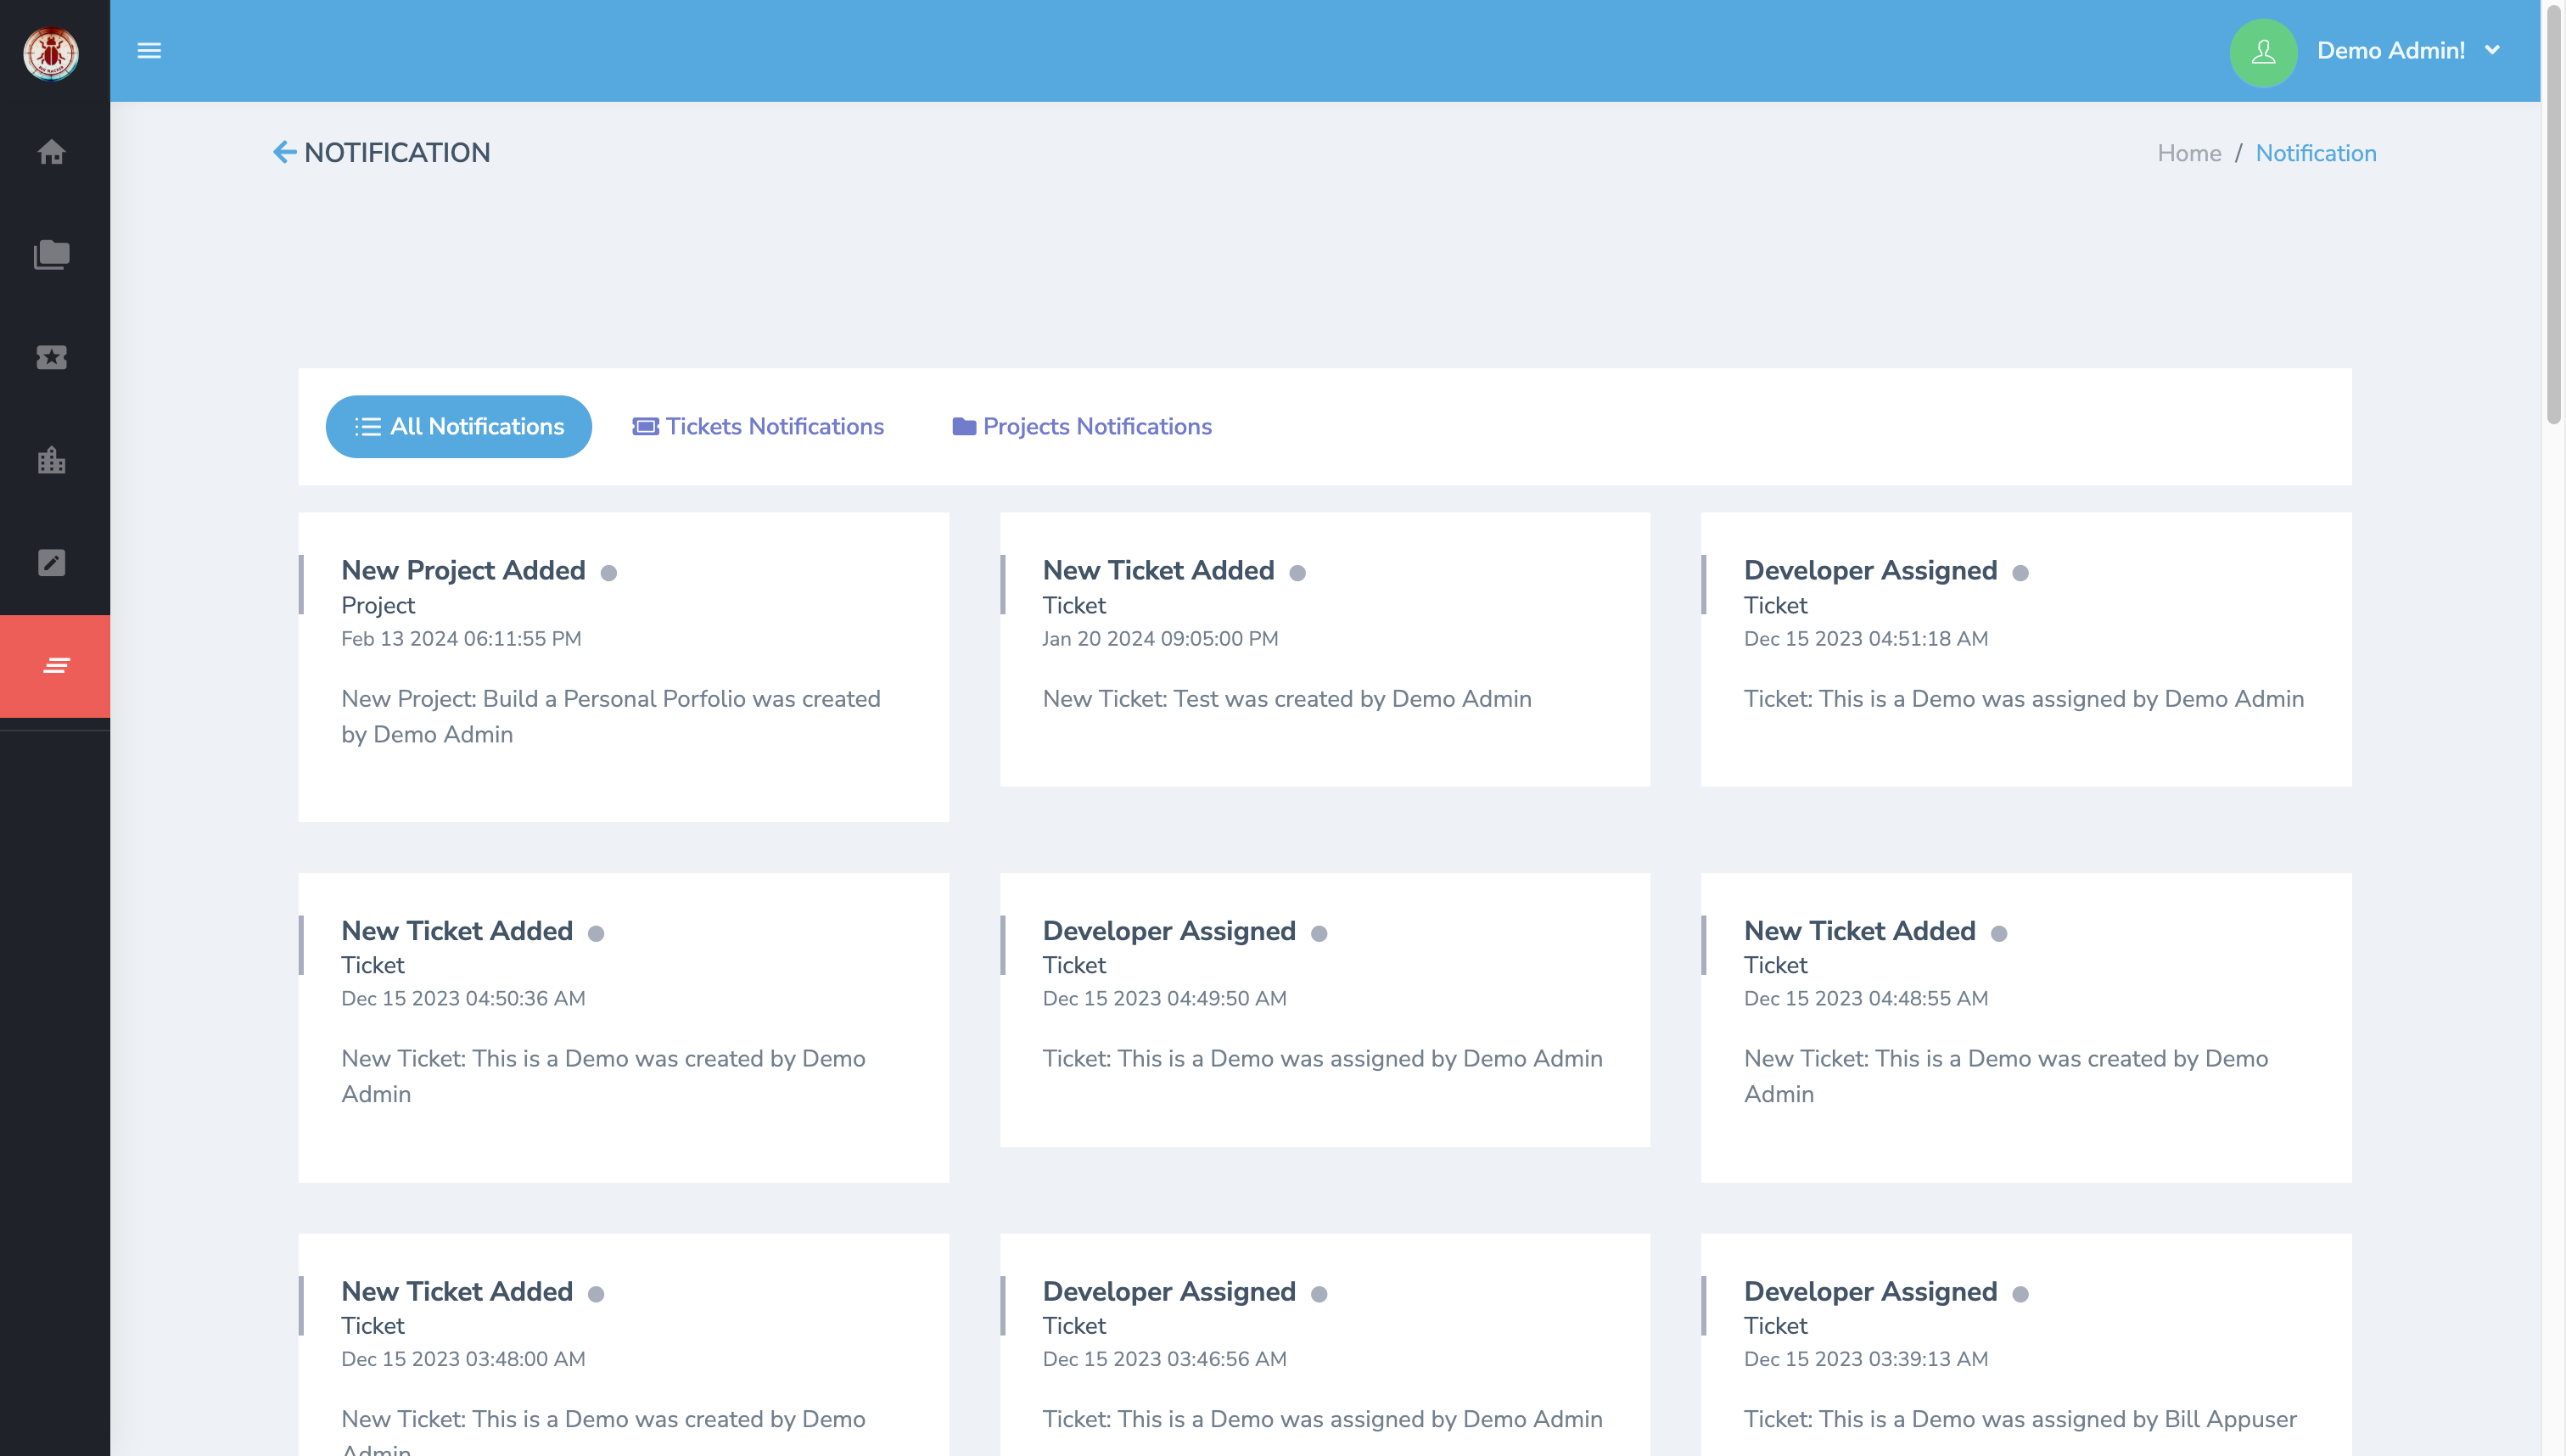 Demo Admin!
NOTIFICATION
Home / Notification
All Notifications
Tickets Notifications
Projects Notifications
New Project Added
Project
Feb 13 2024 06:11:55 PM
New Project: Build a Personal Porfolio was created
by Demo Admin
New Ticket Added
Ticket
Jan 20 2024 09:05:00 PM
New Ticket: Test was created by Demo Admin
Developer Assigned
Ticket
Dec 15 2023 04:51:18 AM
Ticket: This is a Demo was assigned by Demo Admin
New Ticket Added
Ticket
Dec 15 2023 04:50:36 AM
New Ticket: This is a Demo was created by Demo
Admin
Developer Assigned
Ticket
Dec 15 2023 04:49:50 AM
Ticket: This is a Demo was assigned by Demo Admin
New Ticket Added
Ticket
Dec 15 2023 04:48:55 AM
New Ticket: This is a Demo was created by Demo
Admin
New Ticket Added
Ticket
Dec 15 2023 03:48:00 AM
New Ticket: This is a Demo was created by Demo
Admin
Developer Assigned
Ticket
Dec 15 2023 03:46:56 AM
Ticket: This is a Demo was assigned by Demo Admin
Developer Assigned
Ticket
Dec 15 2023 03:39:13 AM
Ticket: This is a Demo was assigned by Bill Appuser